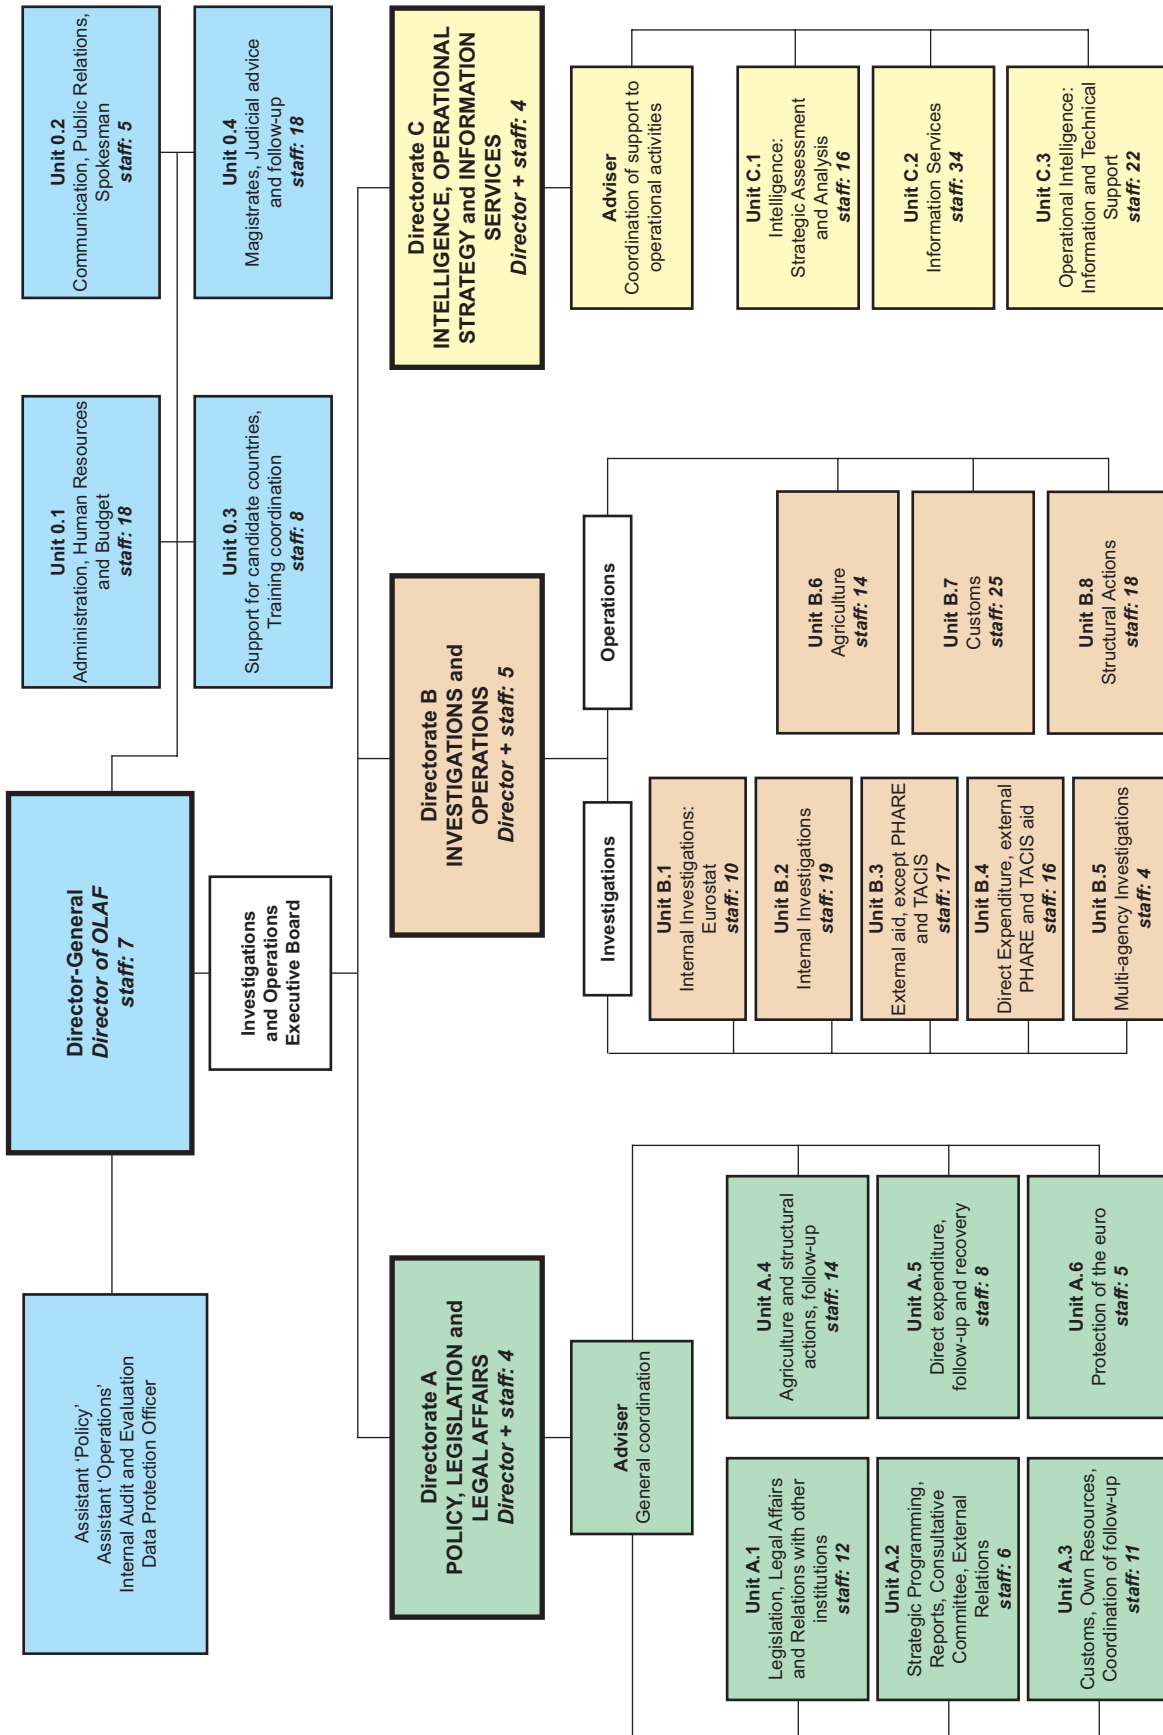 Assistant ‘Policy’
Assistant ‘Operations’
Internal Audit and Evaluation
Data Protection Officer
Director-General
Director of OLAF
staff: 7
Unit 0.1
Administration, Human Resources
and Budget
staff: 18
Unit 0.2
Communication, Public Relations,
Spokesman
staff: 5
Unit 0.3
Support for candidate countries,
Training coordination
staff: 8
Unit 0.4
Magistrates, Judicial advice
and follow-up
staff: 18
Investigations
and Operations
Executive Board
Directorate A
POLICY, LEGISLATION and
LEGAL AFFAIRS
Director + staff: 4
Adviser
General coordination
Unit A.1
Legislation, Legal Affairs
and Relations with other
institutions
staff: 12
Unit A.2
Strategic Programming,
Reports, Consultative
Committee, External
Relations
staff: 6
Unit A.3
Customs, Own Resources,
Coordination of follow-up
staff: 11
Unit A.4
Agriculture and structural
actions, follow-up
staff: 14
Unit A.5
Direct expenditure,
follow-up and recovery
staff: 8
Unit A.6
Protection of the euro
staff: 5
Directorate B
INVESTIGATIONS and
OPERATIONS
Director + staff: 5
Investigations
Unit B.1
Internal Investigations:
Eurostat
staff: 10
Unit B.2
Internal Investigations
staff: 19
Unit B.3
External aid, except PHARE
and TACIS
staff: 17
Unit B.4
Direct Expenditure, external
PHARE and TACIS aid
staff: 16
Unit B.5
Multi-agency Investigations
staff: 4
Operations
Unit B.6
Agriculture
staff: 14
Unit B.7
Customs
staff: 25
Unit B.8
Structural Actions
staff: 18
Directorate C
INTELLIGENCE, OPERATIONAL
STRATEGY and INFORMATION
SERVICES
Director + staff: 4
Adviser
Coordination of support to
operational activities
Unit C.1
Intelligence:
Strategic Assessment
and Analysis
staff: 16
Unit C.2
Information Services
staff: 34
Unit C.3
Operational Intelligence:
Information and Technical
Support
staff: 22